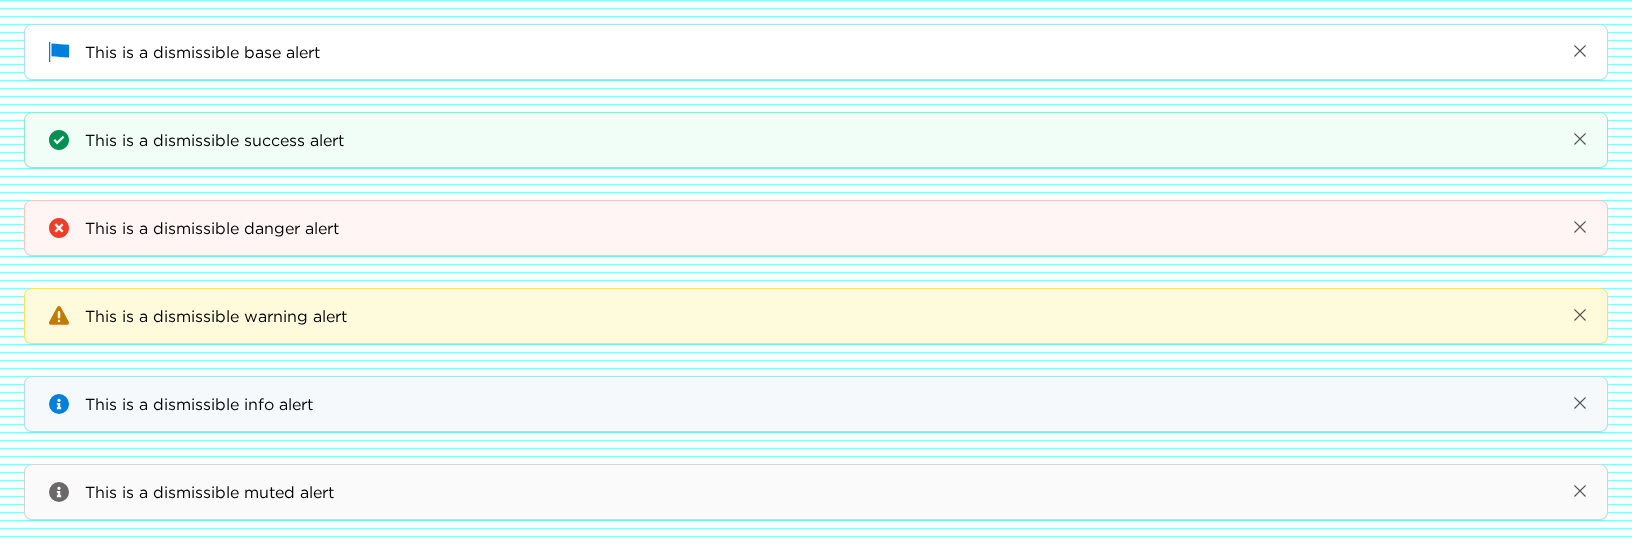 This is a dismissible base alert
This is a dismissible success alert
This is a dismissible danger alert
This is a dismissible warning alert
This is a dismissible info alert
This is a dismissible muted alert